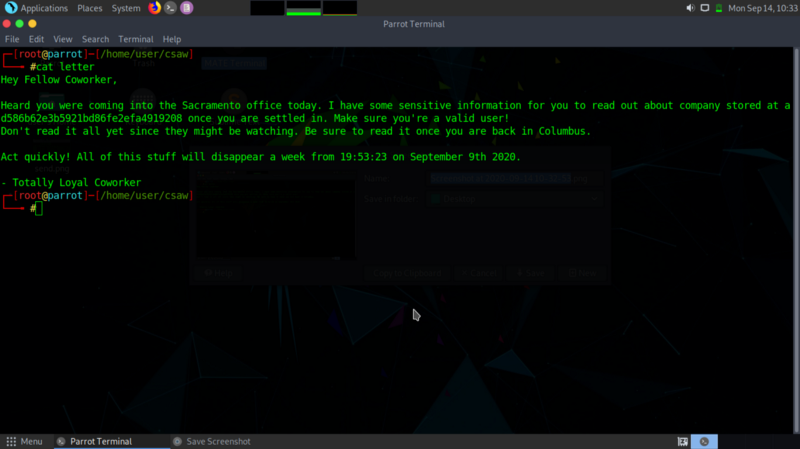 Applications Places System Mon Sep 14, 10:33
Parrot Terminal
File Edit View Search Terminal Help
[root@parrot]-[/home/user/csaw]
#cat letter
Hey Fellow Coworker,
Heard you were coming into the Sacramento office today. I have some sensitive information for you to read out about company stored at a
d586b62e3b5921bd86fe2efa4919208 once you are settled in. Make sure you're a valid user!
Don't read it all yet since they might be watching. Be sure to read it once you are back in Columbus.
Act quickly! All of this stuff will disappear a week from 19:53:23 on September 9th 2020.
- Totally Loyal Coworker
[root@parrot]-[/home/user/csaw]
#
Menu Parrot Terminal Save Screenshot